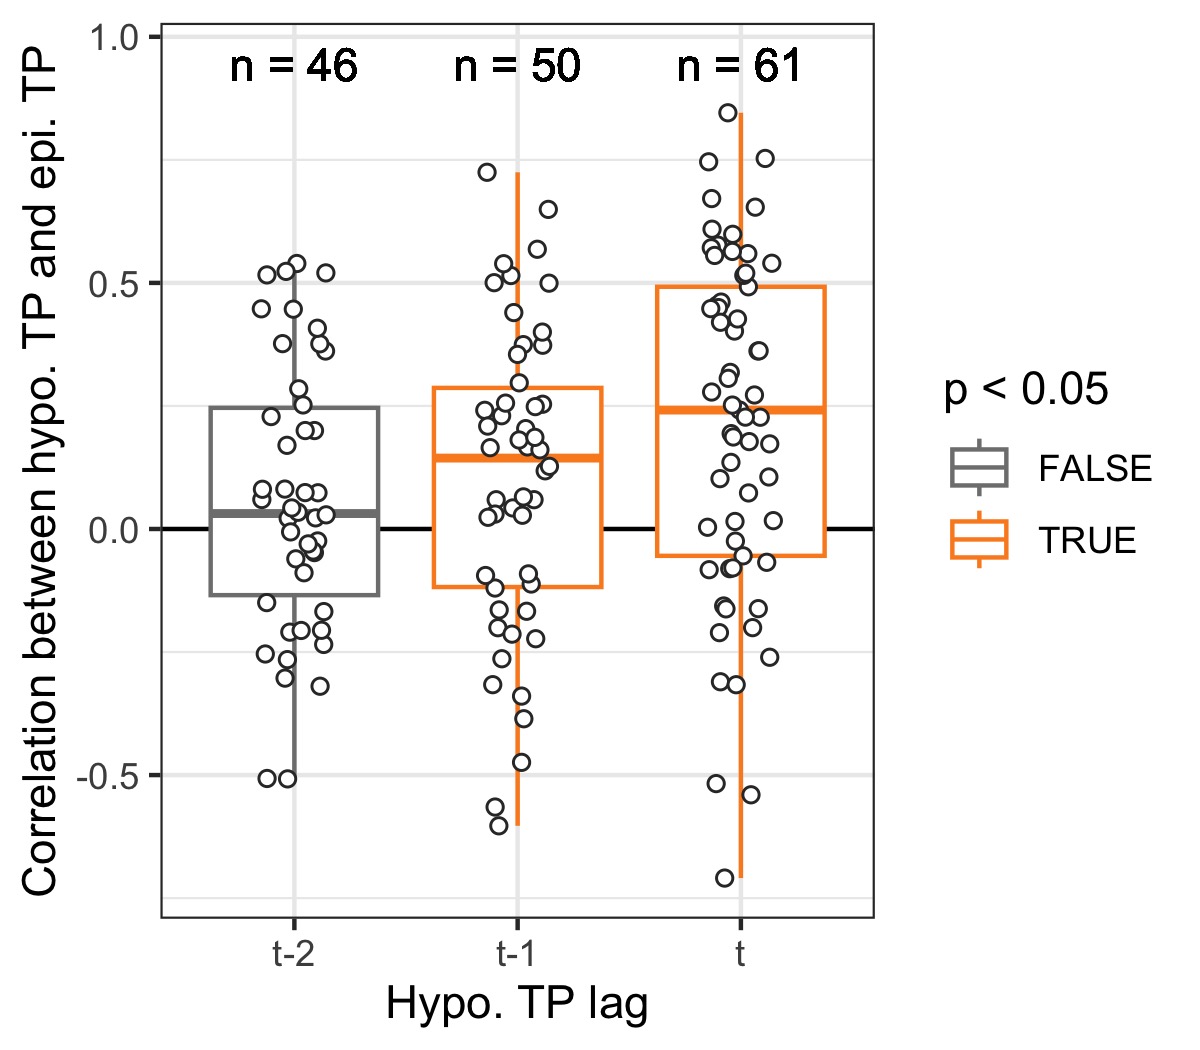 Correlation between hypo. TP and epi. TP
1.0
0.5
0.0
-0.5
n = 46
n = 50
n = 61
t-2
t-1
t
Hypo. TP lag
p < 0.05
FALSE
TRUE